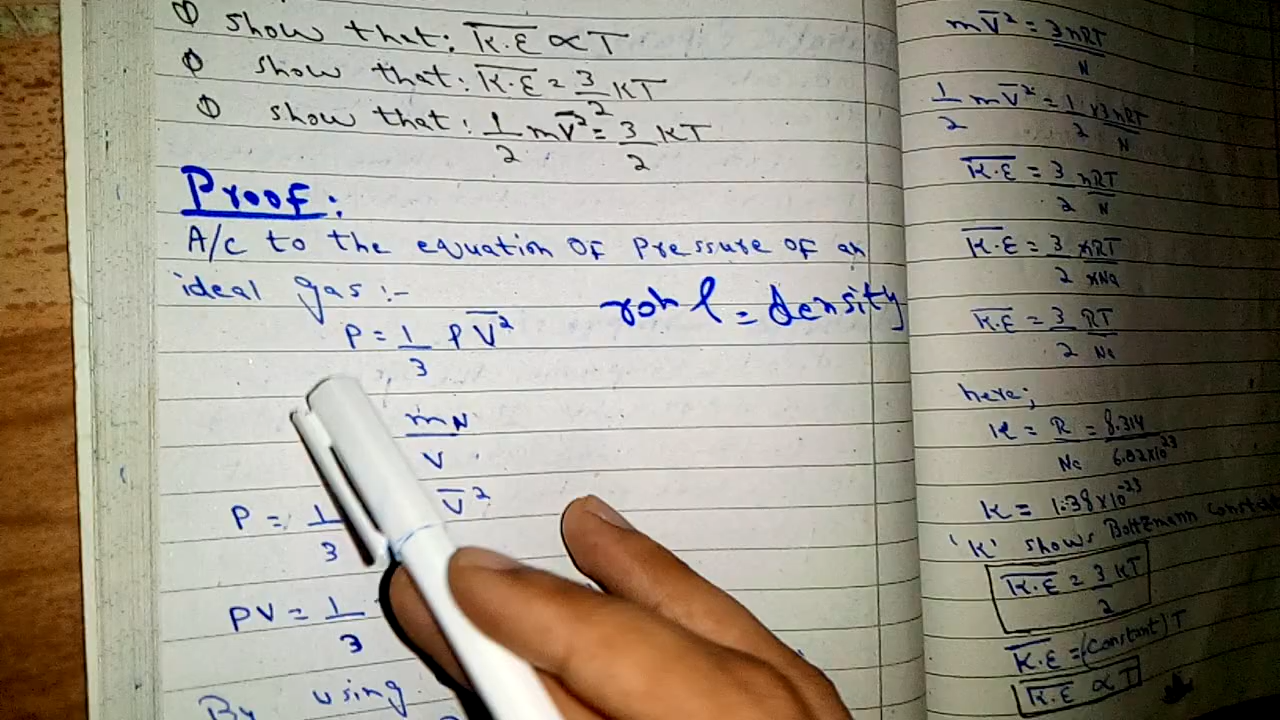 ① show that: K.E ∝ T
① show that: K.E = 3/2 KT
① show that: 1/2 mV̅² = 3/2 KT
Proof:
A/c to the equation OF Pressure OF an
ideal gas :-
roh ρ = density
P = 1/3 ρV̅²
mN
V
P = 1/3 V̅²
PV = 1/3
By using
mV̅² = 3nRT/N
1/2 mV̅² = 1/2 × 3nRT/N
K.E = 3/2 nRT/N
K.E = 3/2 nRT/nNa
K.E = 3/2 RT/Na
here;
K = R/Na = 8.314/6.02×10²³
K = 1.38×10⁻²³
'K' shows Boltzmann Constant
K.E = 3KT/2
K.E = (Constant) T
K.E ∝ T